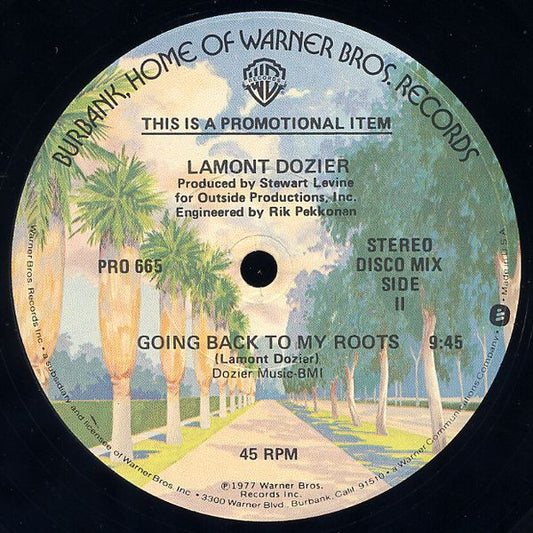 BURBANK, HOME OF WARNER BROS. RECORDS
RECORDS
THIS IS A PROMOTIONAL ITEM
LAMONT DOZIER
Produced by Stewart Levine
for Outside Productions, Inc.
Engineered by Rik Pekkonen
PRO 665
STEREO
DISCO MIX
SIDE
II
GOING BACK TO MY ROOTS 9:45
(Lamont Dozier)
Dozier Music-BMI
45 RPM
℗1977 Warner Bros.
Records Inc.
Warner Bros. Records Inc. • a subsidiary and licensee of Warner Bros. Inc. • 3300 Warner Blvd., Burbank, Calif. 91510 • a Warner Communications Company • Made in U.S.A.